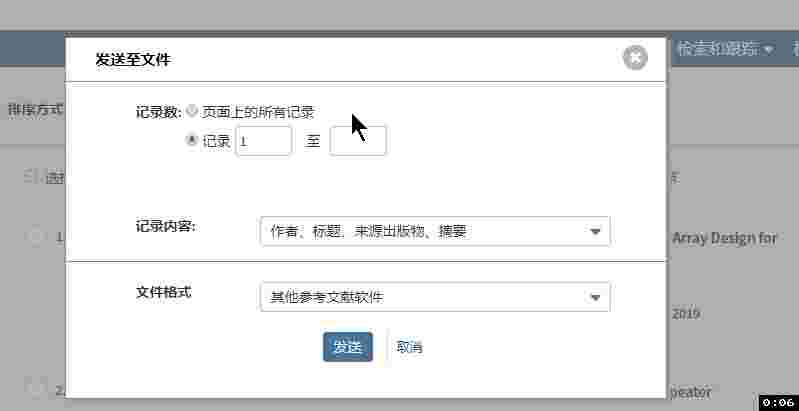 发送至文件
检索和跟踪
排序方式
记录数: 页面上的所有记录
记录 1 至
记录内容: 作者、标题、来源出版物、摘要
1.
Array Design for
文件格式 其他参考文献软件
2019
发送 取消
2.
peater
0:06